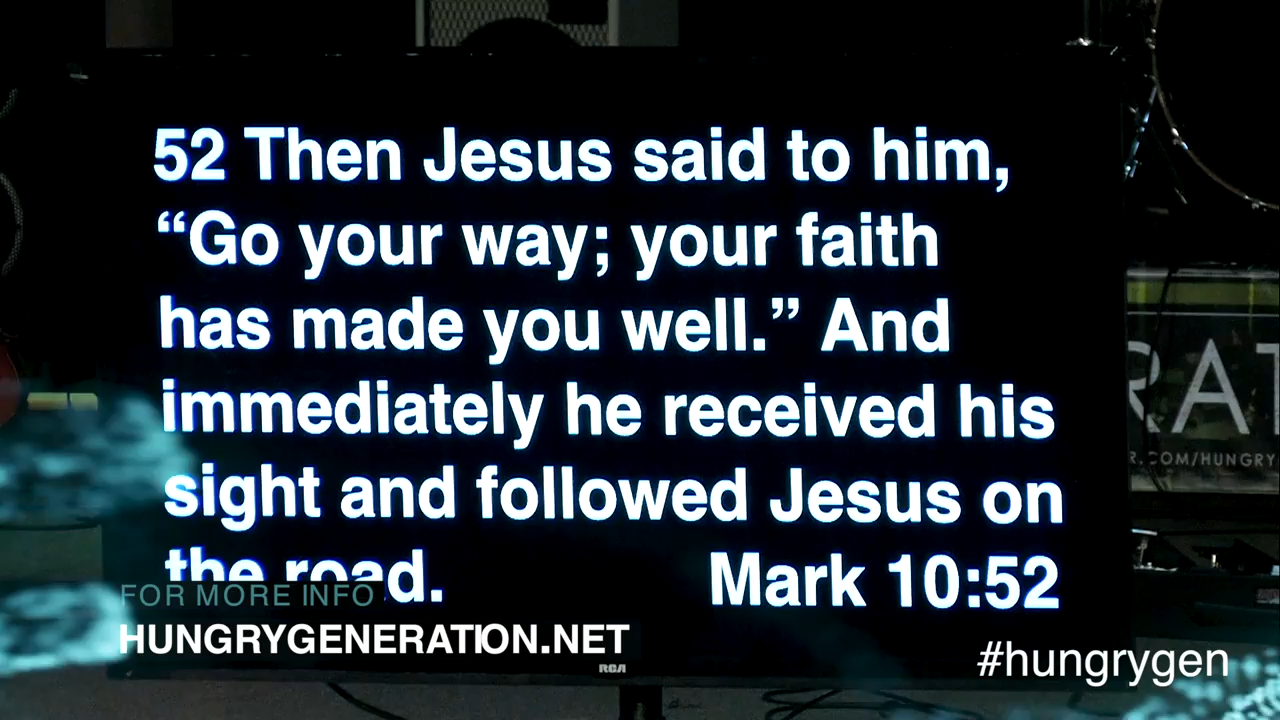 52 Then Jesus said to him,
“Go your way; your faith
has made you well.” And
immediately he received his
sight and followed Jesus on
the road. Mark 10:52
FOR MORE INFO
HUNGRYGENERATION.NET
RCA
#hungrygen
RAT
R.COM/HUNGRY